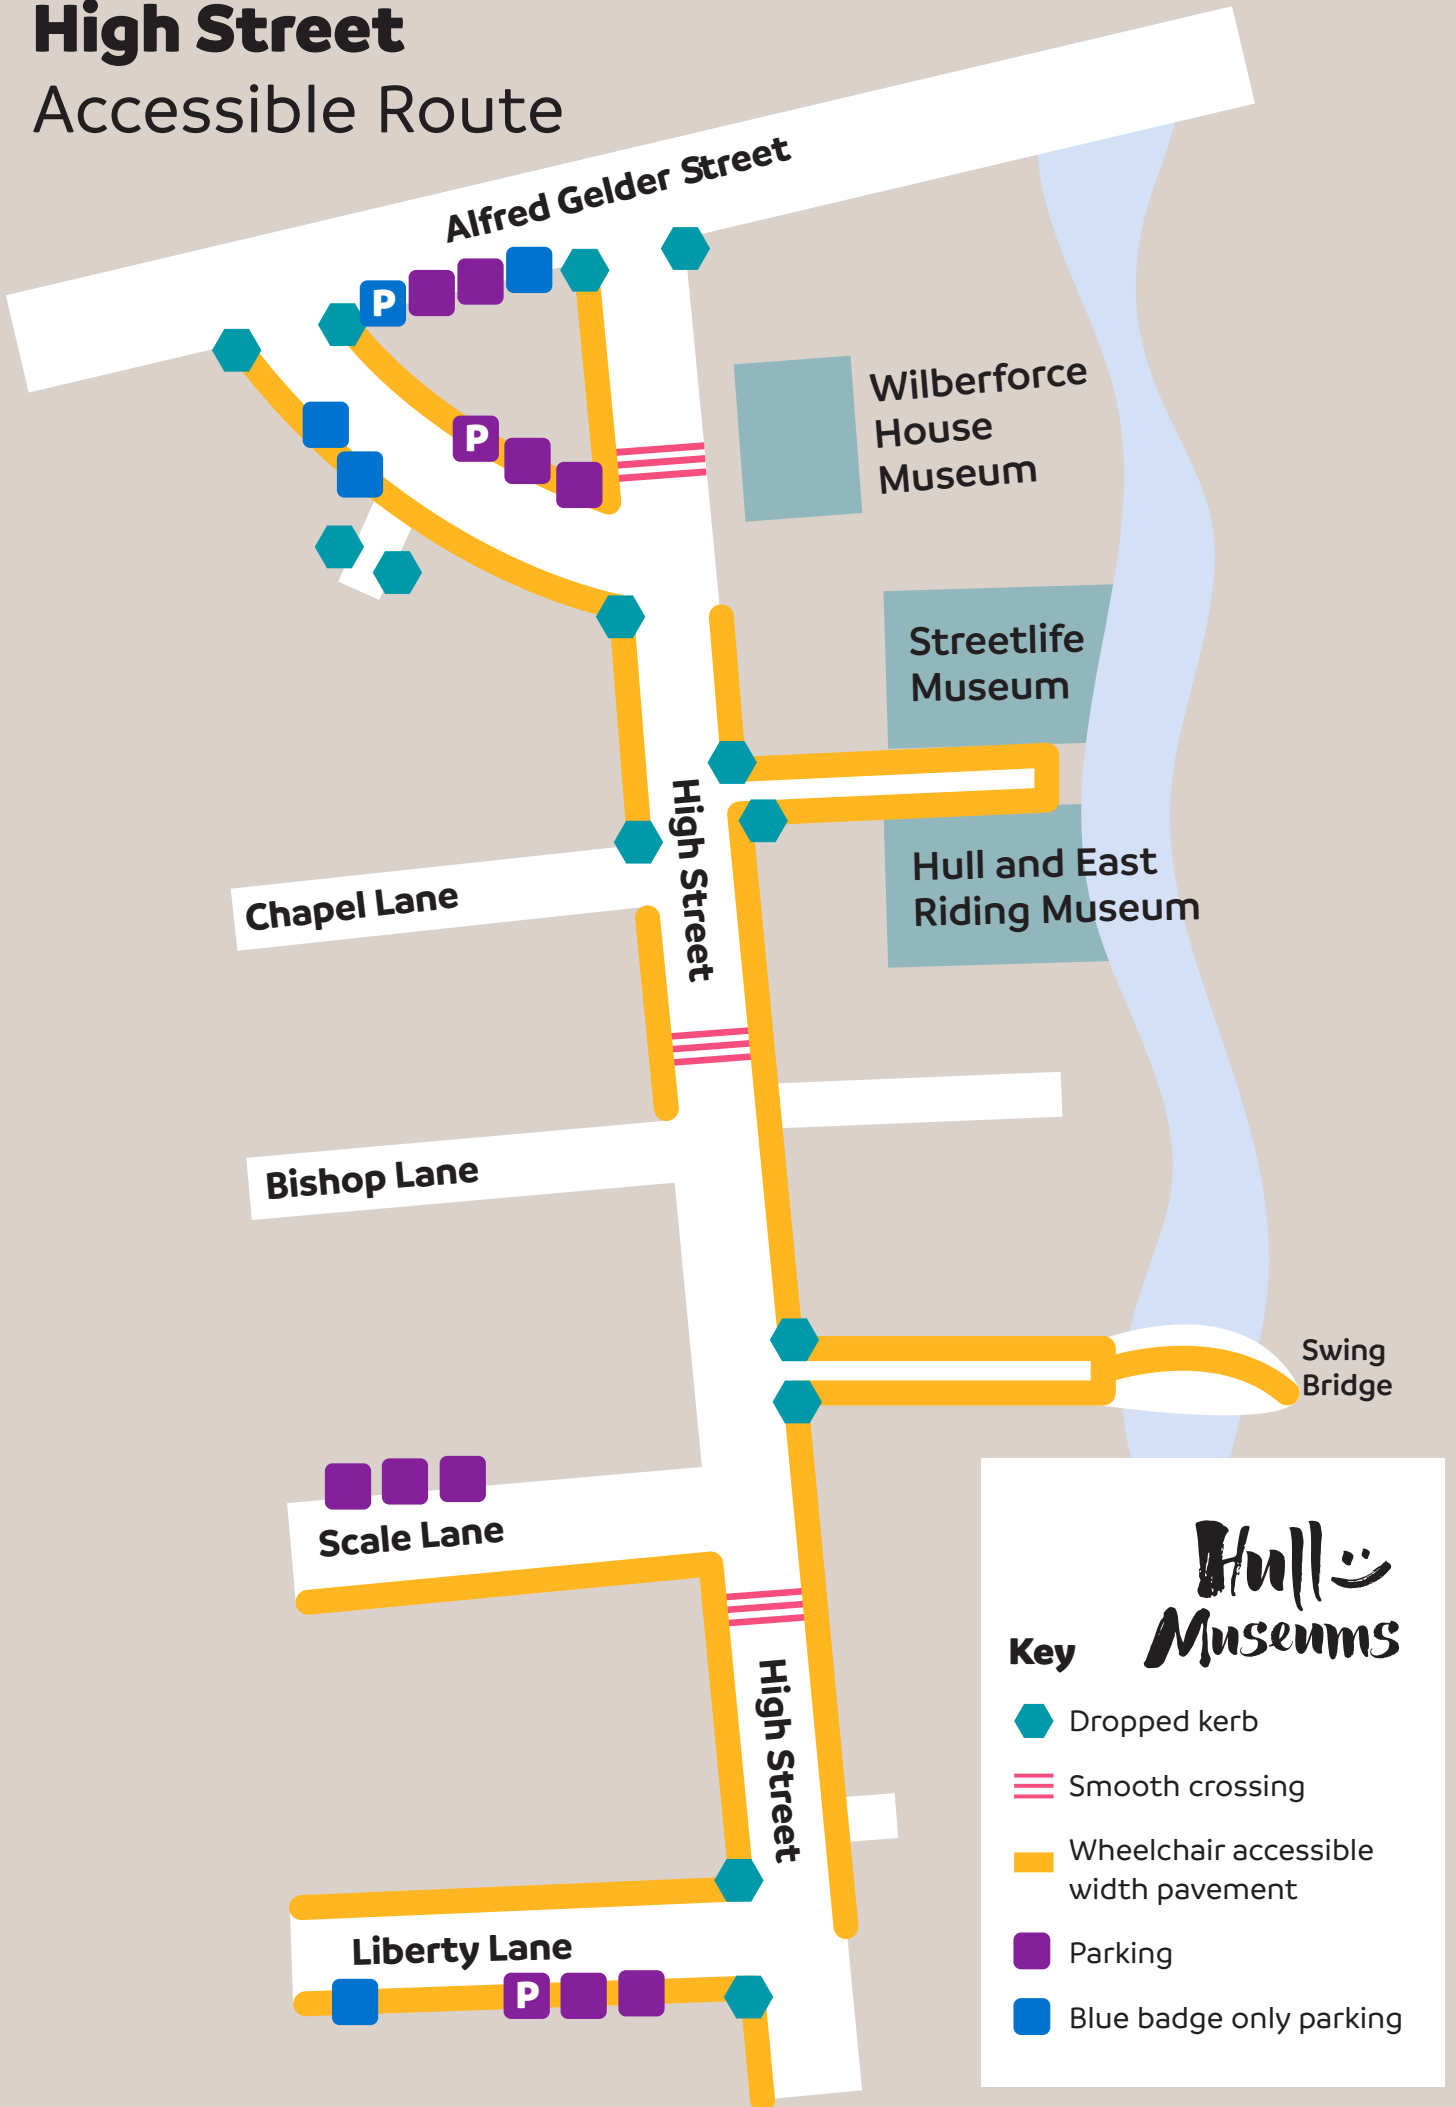 High Street
Accessible Route
Alfred Gelder Street
P
P
Wilberforce
House
Museum
Streetlife
Museum
High Street
Chapel Lane
Hull and East
Riding Museum
Bishop Lane
Swing
Bridge
Scale Lane
High Street
Liberty Lane
P
Hull
Museums
Key
Dropped kerb
Smooth crossing
Wheelchair accessible
width pavement
Parking
Blue badge only parking